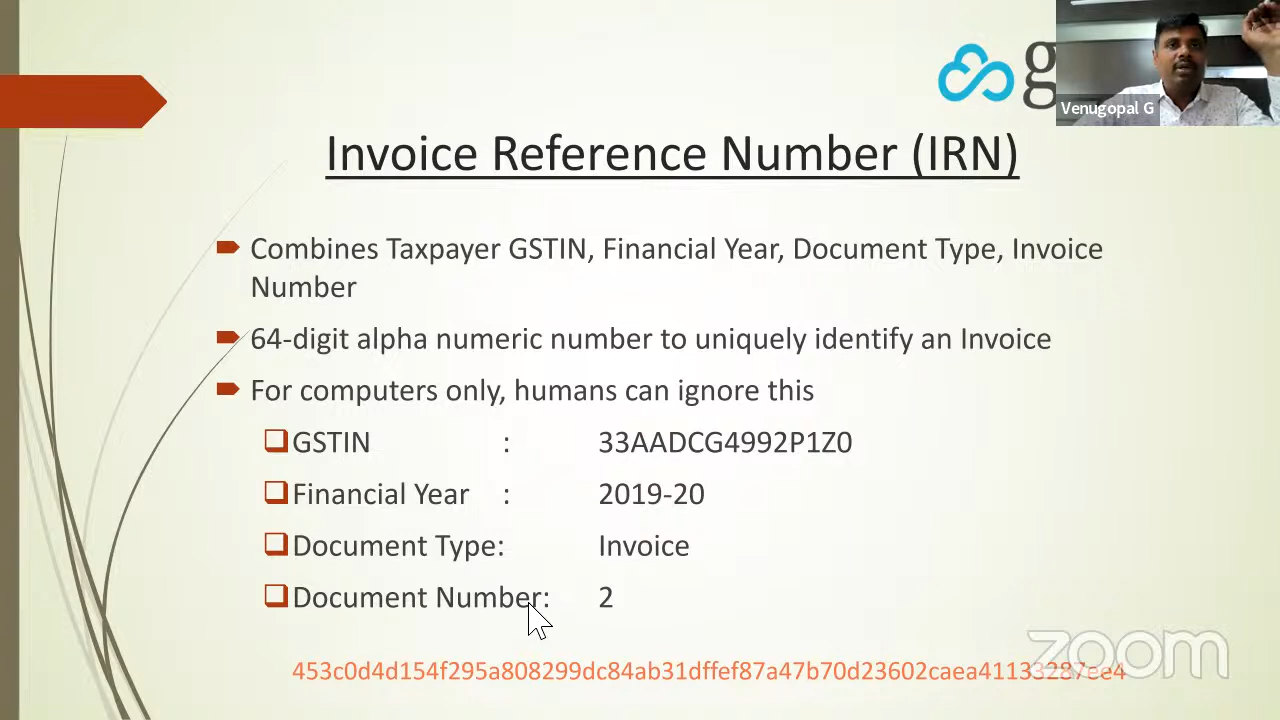 g
Venugopal G
Invoice Reference Number (IRN)
Combines Taxpayer GSTIN, Financial Year, Document Type, Invoice
Number
64-digit alpha numeric number to uniquely identify an Invoice
For computers only, humans can ignore this
GSTIN : 33AADCG4992P1Z0
Financial Year : 2019-20
Document Type: Invoice
Document Number: 2
zoom
453c0d4d154f295a808299dc84ab31dffef87a47b70d23602caea41133287ee4